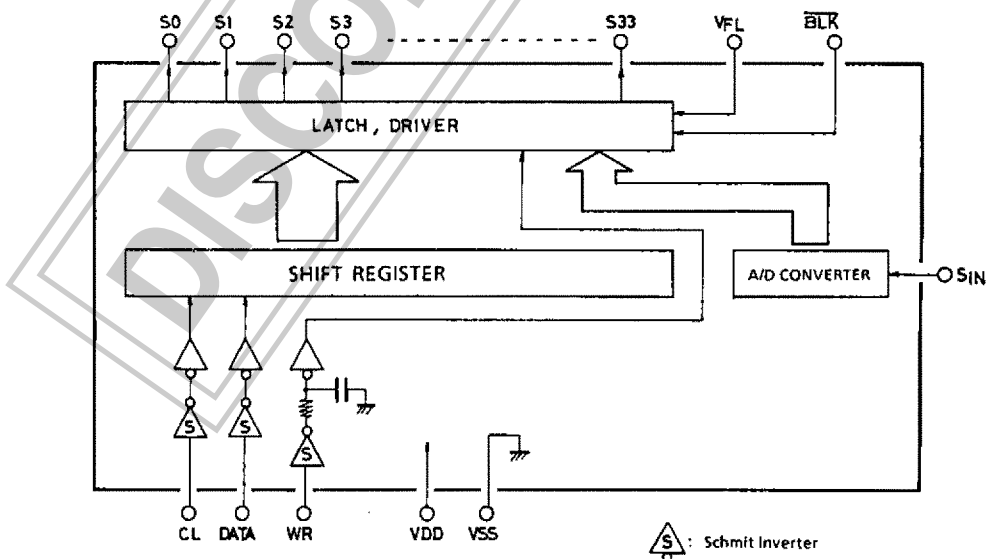 S0 S1 S2 S3 S33 VFL BLK
LATCH, DRIVER
SHIFT REGISTER
A/D CONVERTER
SIN
S S S
CL DATA WR VDD VSS
S : Schmit Inverter